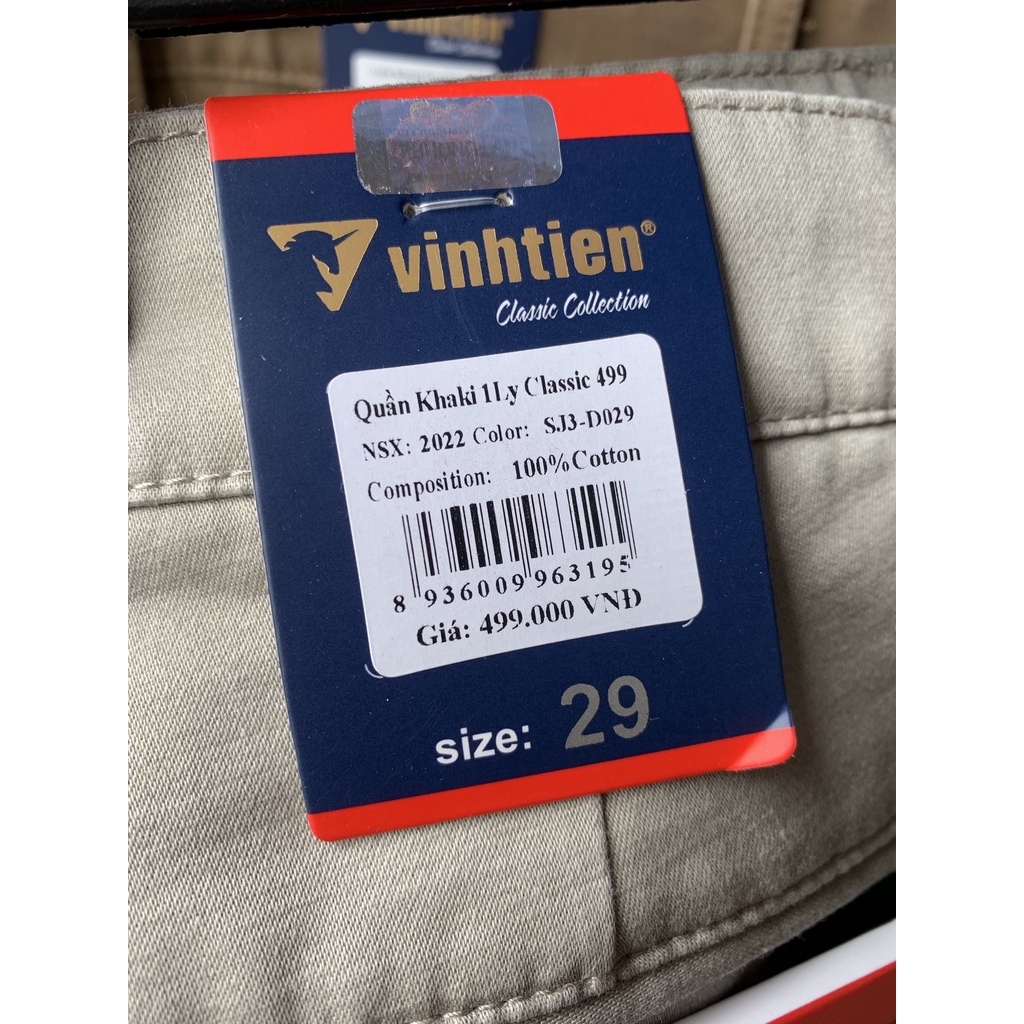 vinhtien®
Classic Collection
Quần Khaki 1Ly Classic 499
NSX: 2022 Color: SJ3-D029
Composition: 100%Cotton
8 936009 963195
Giá: 499.000 VNĐ
size: 29